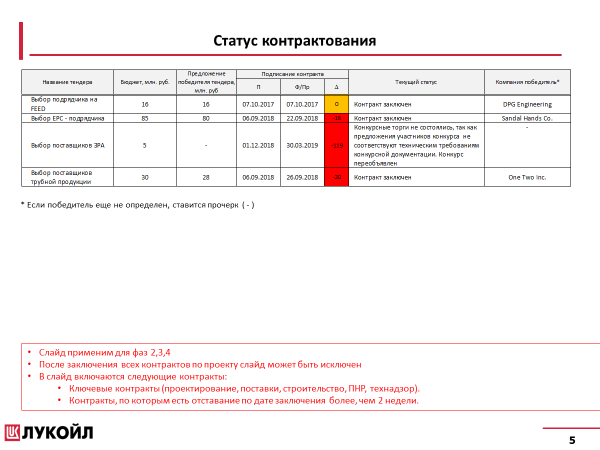 Статус контрактования
Название тендера
Бюджет, млн. руб.
Предложение
победителя тендера,
млн. руб
Подписание контракта
П
Ф/Пр
Δ
Текущий статус
Компания победитель*
Выбор подрядчика на
FEED
16
16
07.10.2017
07.10.2017
0
Контракт заключен
DPG Engineering
Выбор EPC - подрядчика
85
80
06.09.2018
22.09.2018
Контракт заключен
Sandal Hands Co.
Выбор поставщиков ЗРА
5
-
01.12.2018
30.03.2019
-119
Конкурсные торги не состоялись, так как
предложения участников конкурса не
соответствуют техническим требованиям
конкурсной документации. Конкурс
переобъявлен
-
Выбор поставщиков
трубной продукции
30
28
06.09.2018
26.09.2018
-20
Контракт заключен
One Two Inc.
* Если победитель еще не определен, ставится прочерк ( - )
• Слайд применим для фаз 2,3,4
• После заключения всех контрактов по проекту слайд может быть исключен
• В слайд включаются следующие контракты:
• Ключевые контракты (проектирование, поставки, строительство, ПНР, технадзор).
• Контракты, по которым есть отставание по дате заключения более, чем 2 недели.
ЛУКОЙЛ
5